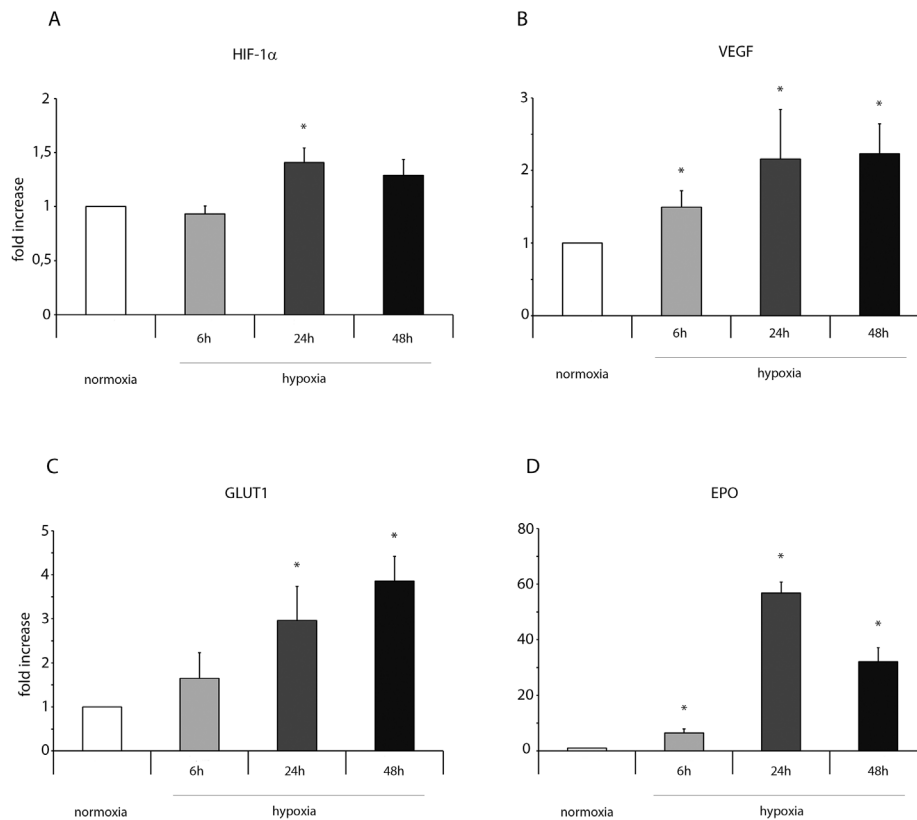 A
HIF-1α
fold increase
2
1,5
1
0,5
0
6h 24h 48h
normoxia hypoxia
B
VEGF
3
2
1
0
6h 24h 48h
normoxia hypoxia
* 
* * *
C
GLUT1
fold increase
5
4
3
2
1
0
* *
6h 24h 48h
normoxia hypoxia
D
EPO
80
60
40
20
0
* * *
6h 24h 48h
normoxia hypoxia